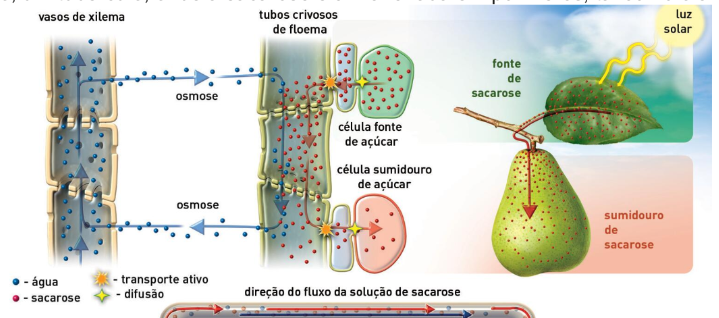 vasos de xilema
tubos crivosos
de floema
luz
solar
osmose
fonte
de
sacarose
célula fonte
de açúcar
célula sumidouro
de açúcar
osmose
sumidouro
de
sacarose
- água
- sacarose
- transporte ativo
- difusão
direção do fluxo da solução de sacarose